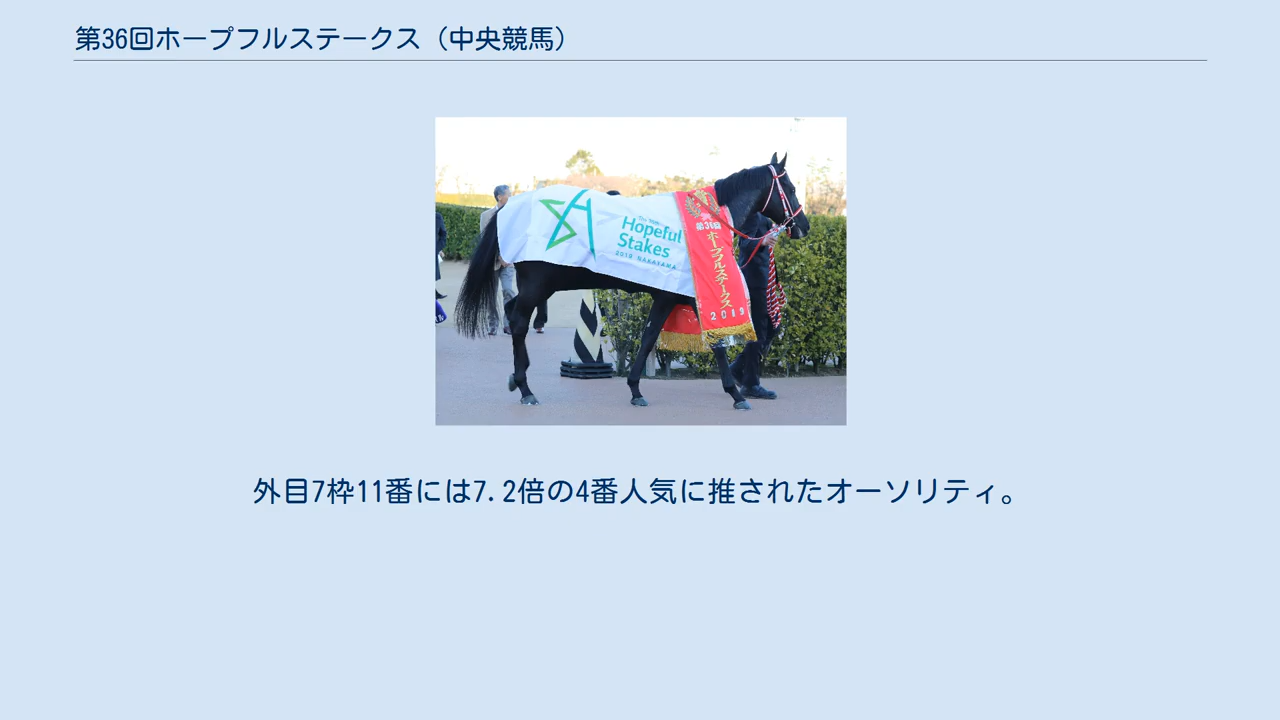 第36回ホープフルステークス（中央競馬）
The 36th
Hopeful
Stakes
2019 NAKAYAMA
第36回
ホープフルステークス
2019
外目7枠11番には7.2倍の4番人気に推されたオーソリティ。